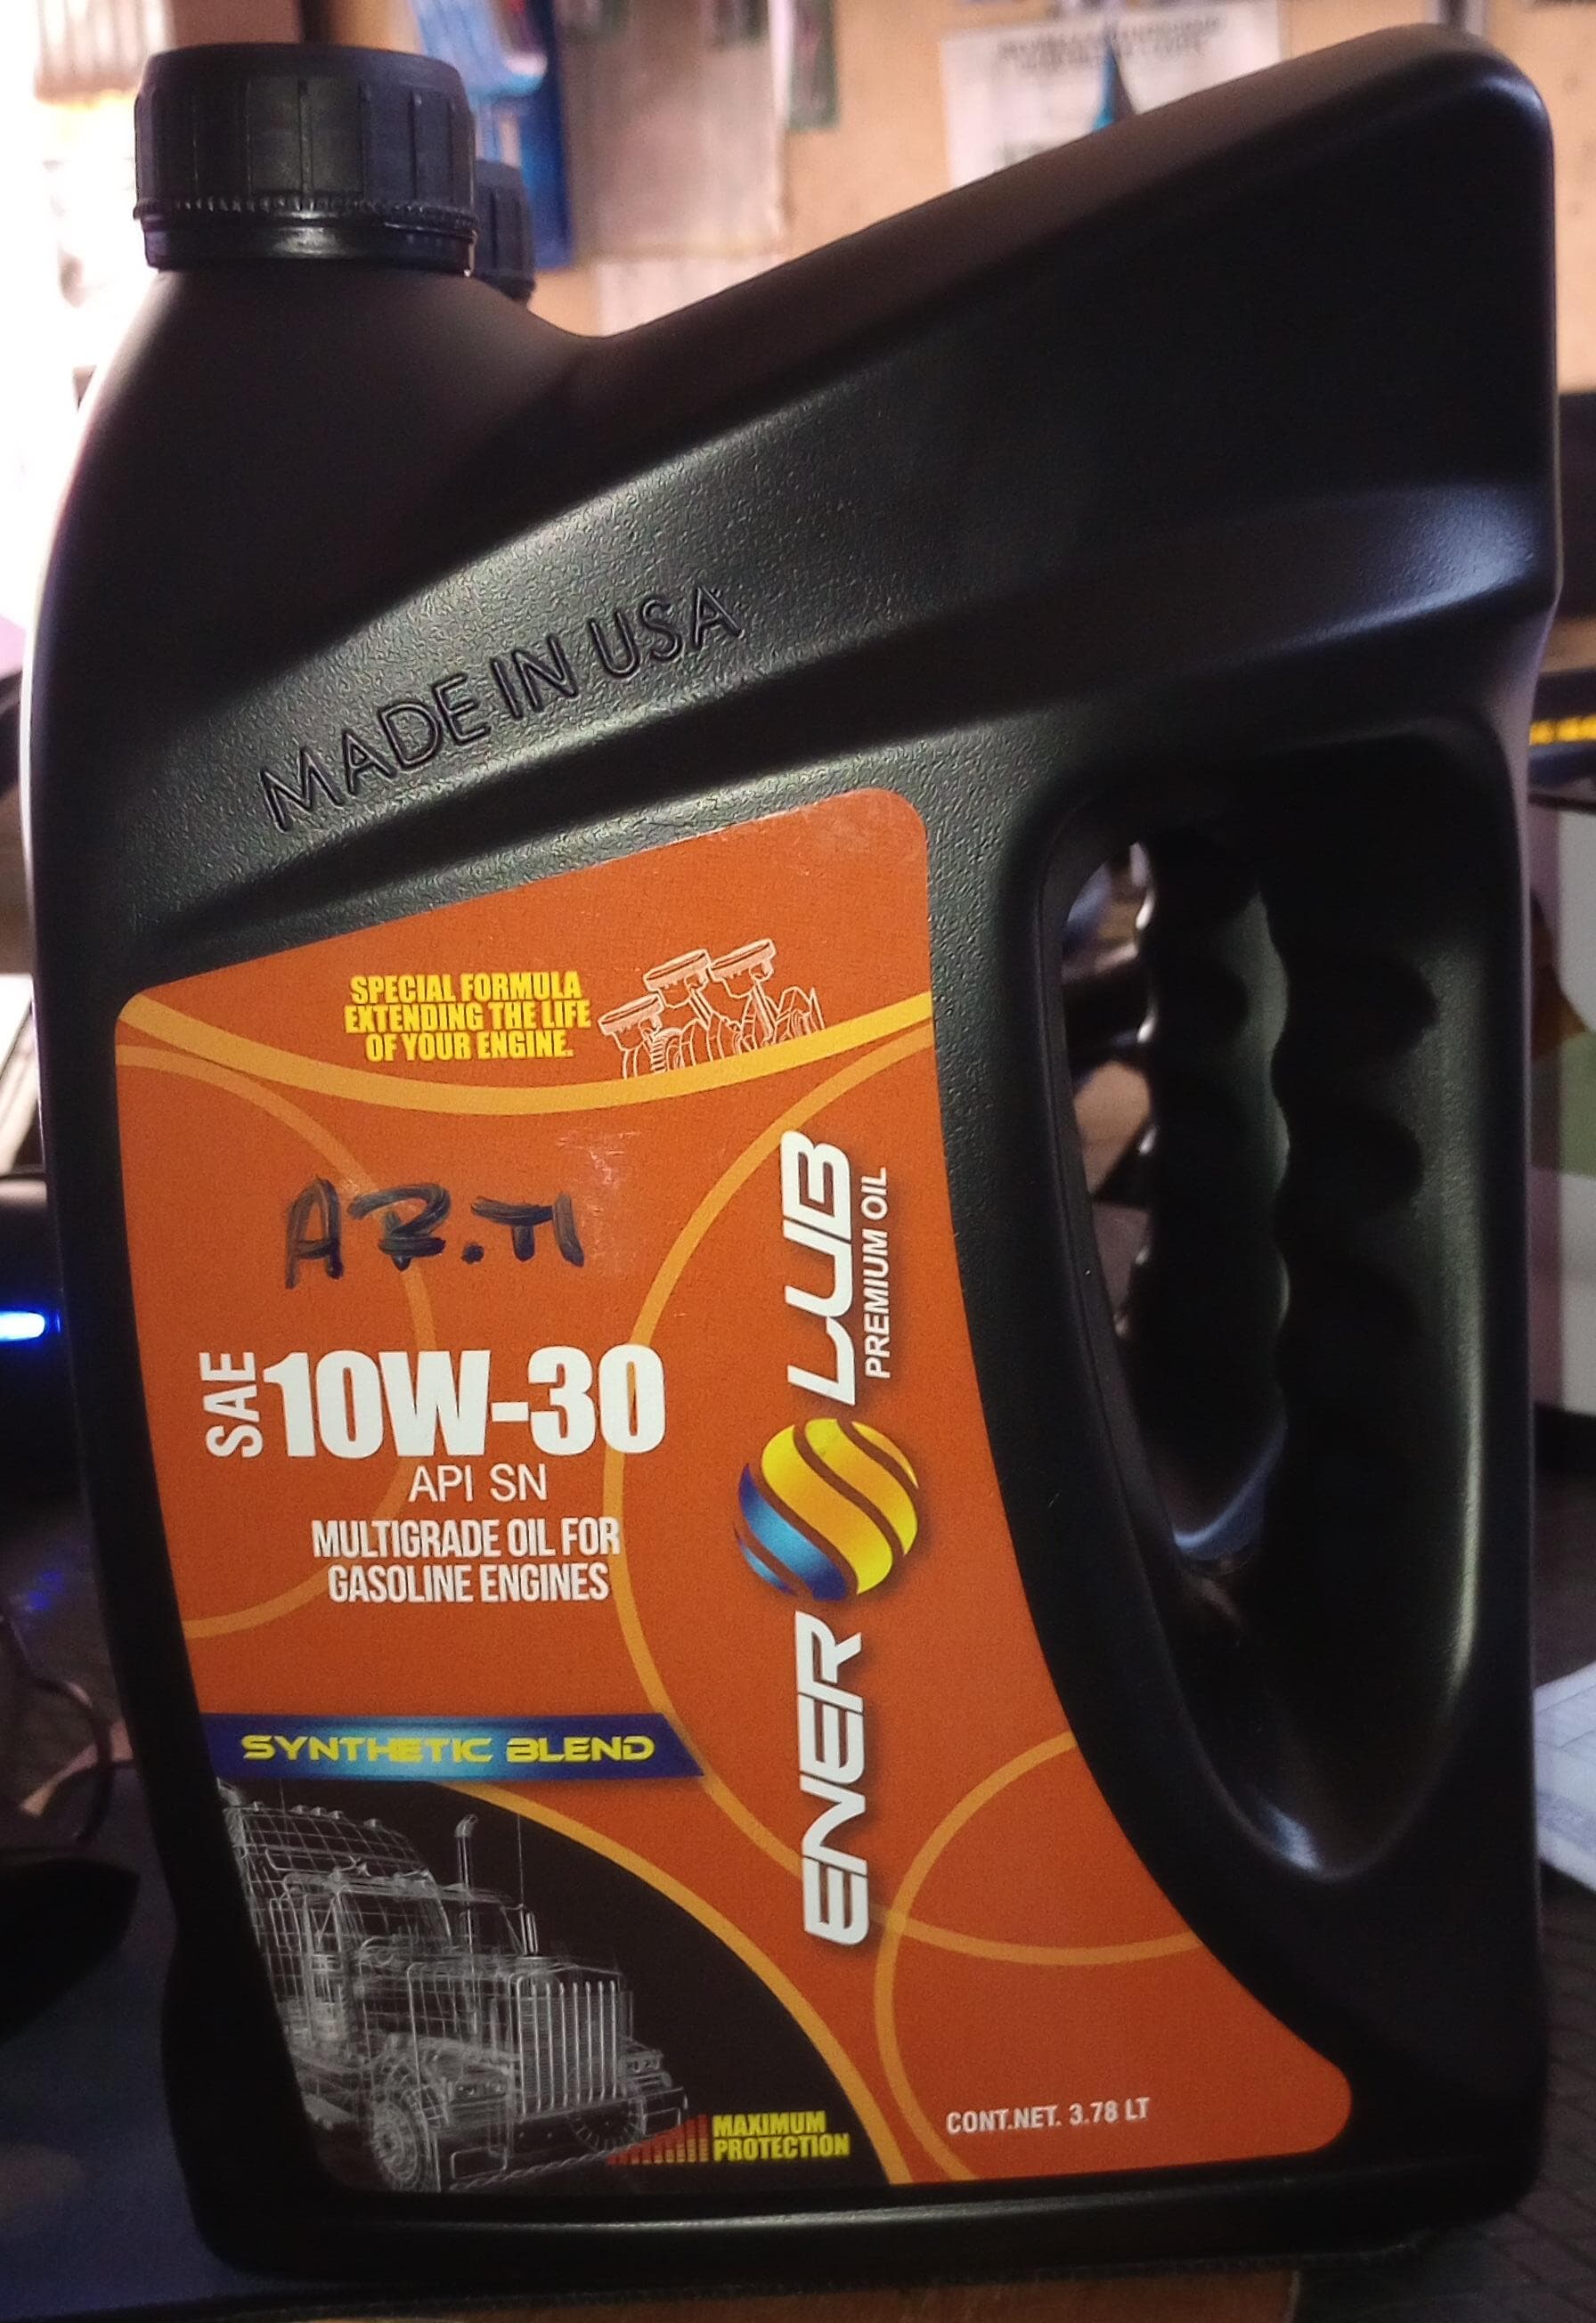 MADE IN USA
SPECIAL FORMULA
EXTENDING THE LIFE
OF YOUR ENGINE.
SAE 10W-30
API SN
MULTIGRADE OIL FOR
GASOLINE ENGINES
ENER LUB
PREMIUM OIL
SYNTHETIC BLEND
MAXIMUM
PROTECTION
CONT.NET. 3.78 LT